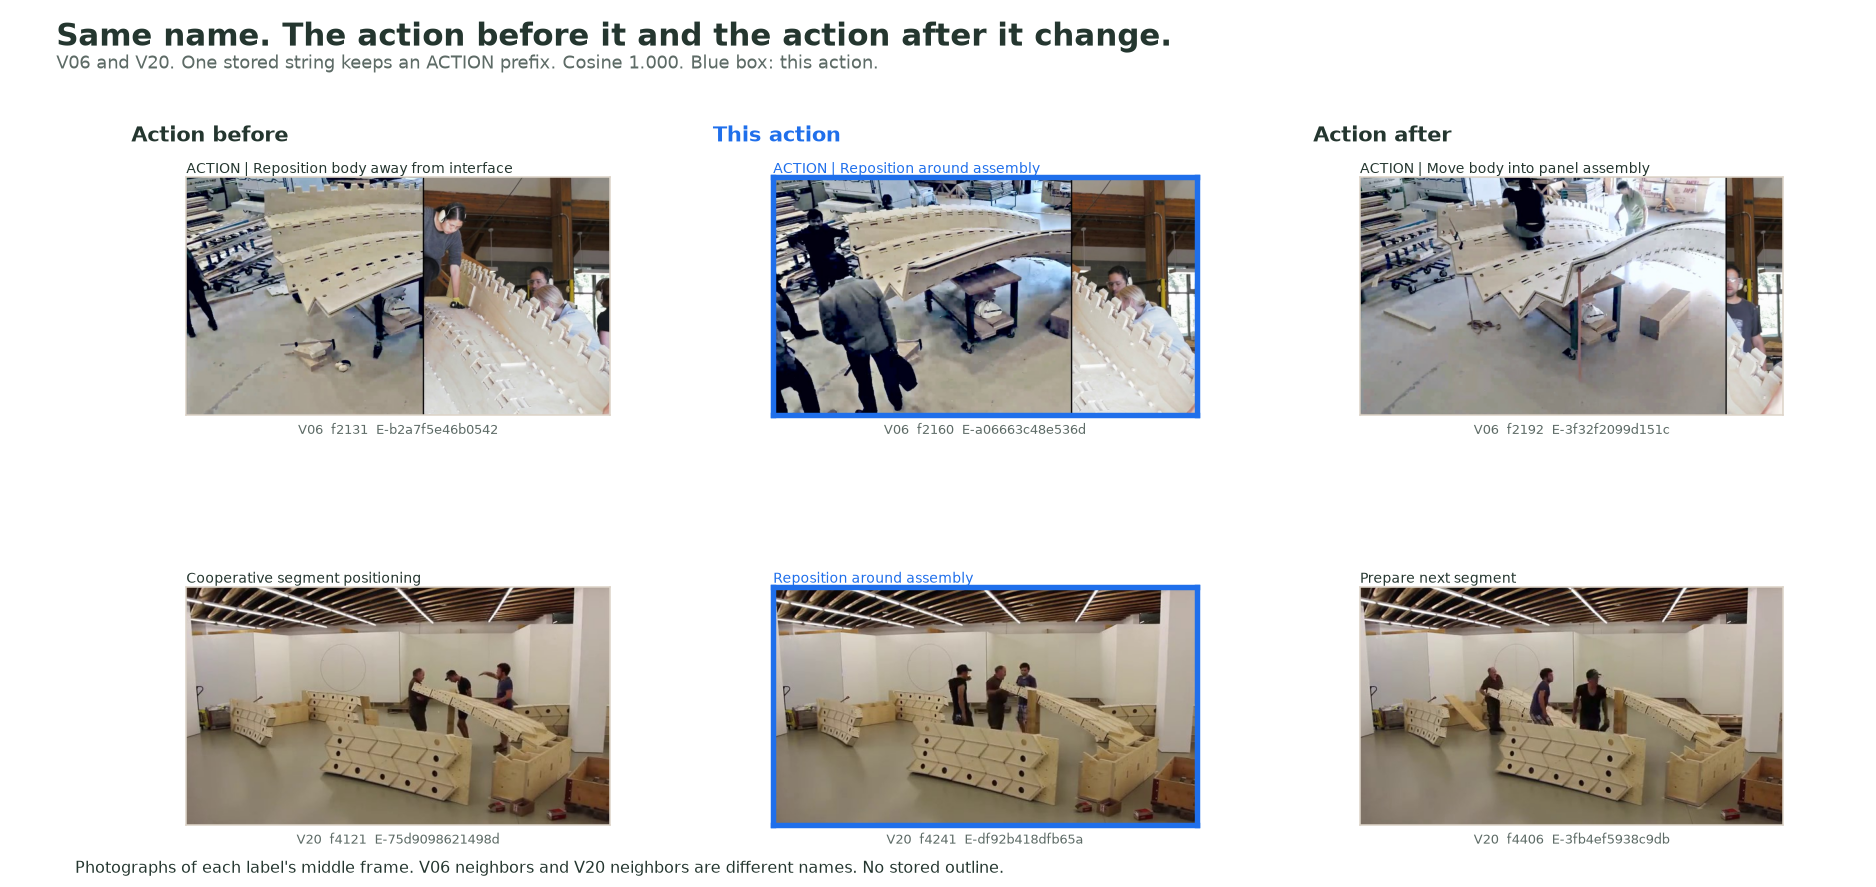 Same name. The action before it and the action after it change.
V06 and V20. One stored string keeps an ACTION prefix. Cosine 1.000. Blue box: this action.
Action before
This action
Action after
ACTION | Reposition body away from interface
ACTION | Reposition around assembly
ACTION | Move body into panel assembly
V06 f2131 E-b2a7f5e46b0542
V06 f2160 E-a06663c48e536d
V06 f2192 E-3f32f2099d151c
Cooperative segment positioning
Reposition around assembly
Prepare next segment
V20 f4121 E-75d9098621498d
V20 f4241 E-df92b418dfb65a
V20 f4406 E-3fb4ef5938c9db
Photographs of each label's middle frame. V06 neighbors and V20 neighbors are different names. No stored outline.